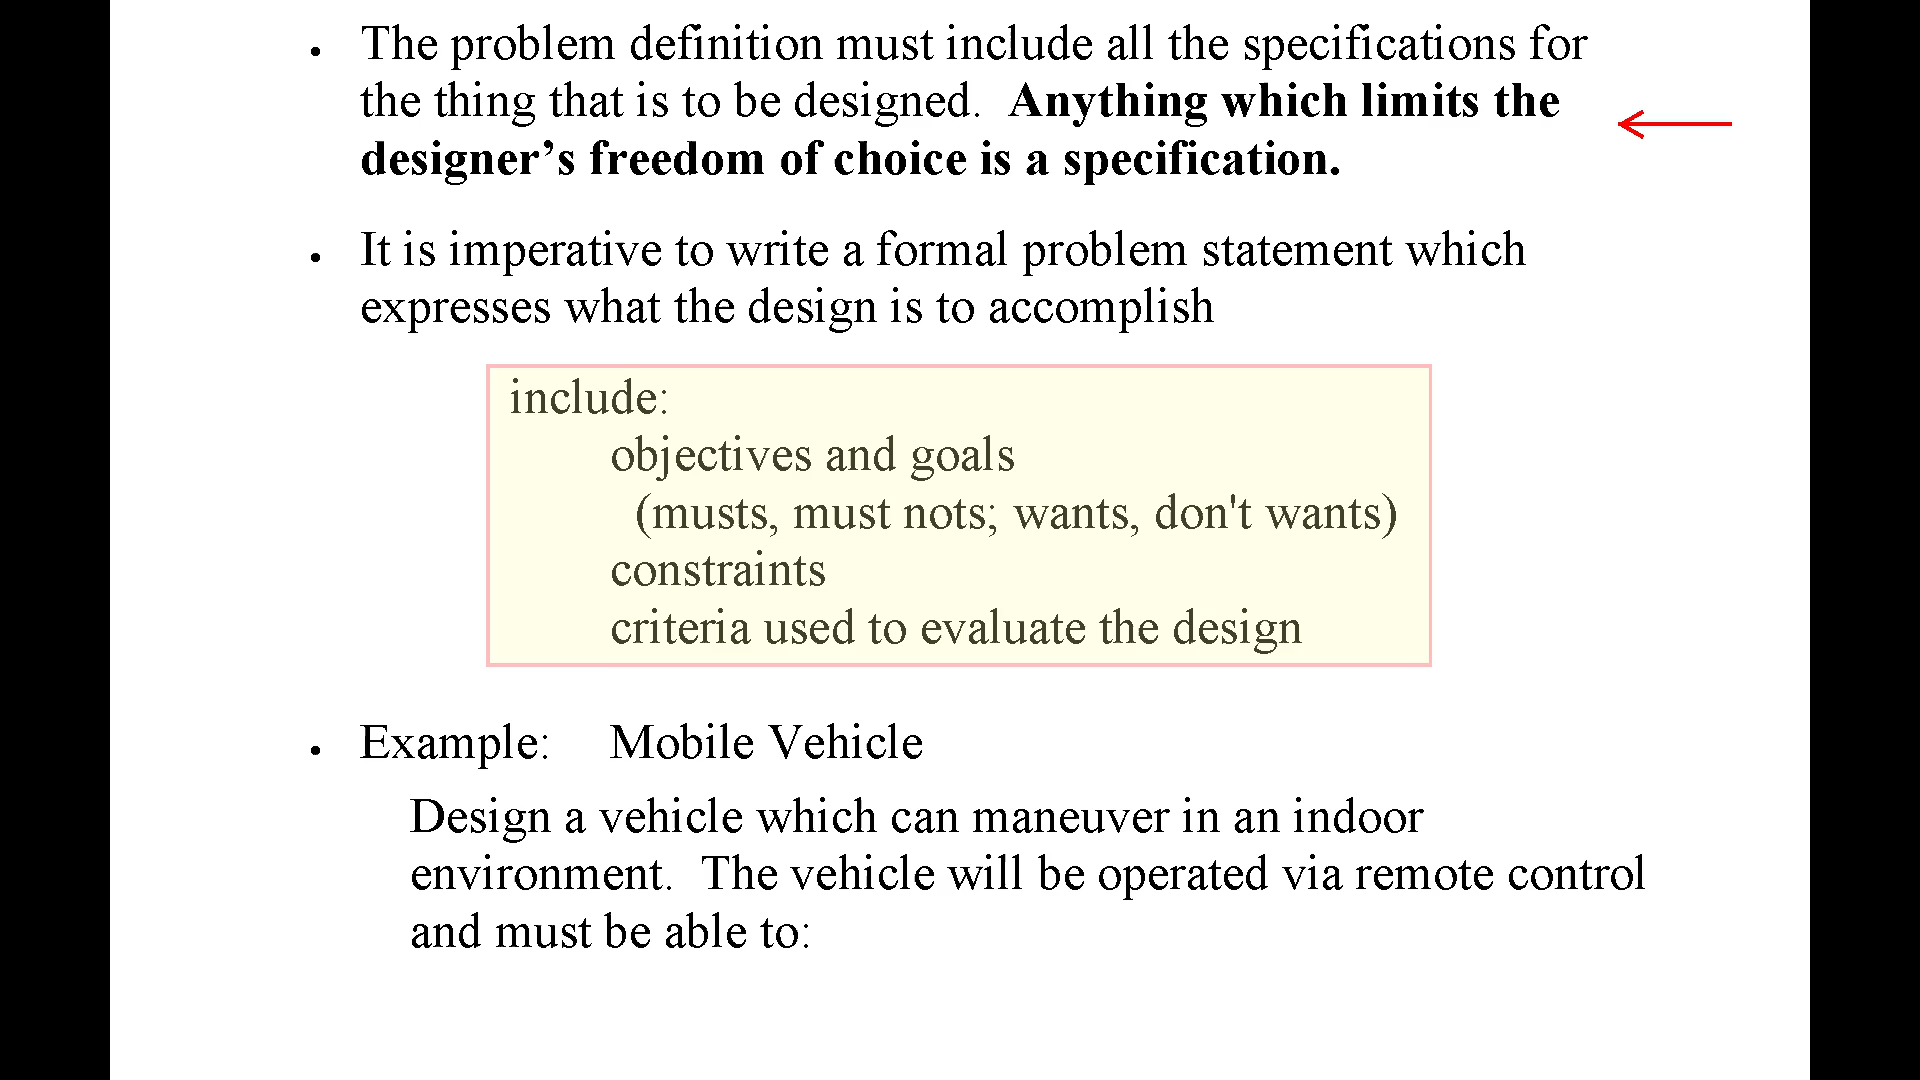 • The problem definition must include all the specifications for
the thing that is to be designed.  Anything which limits the
designer’s freedom of choice is a specification.
• It is imperative to write a formal problem statement which
expresses what the design is to accomplish
include:
objectives and goals
(musts, must nots; wants, don't wants)
constraints
criteria used to evaluate the design
• Example:    Mobile Vehicle
Design a vehicle which can maneuver in an indoor
environment.  The vehicle will be operated via remote control
and must be able to: